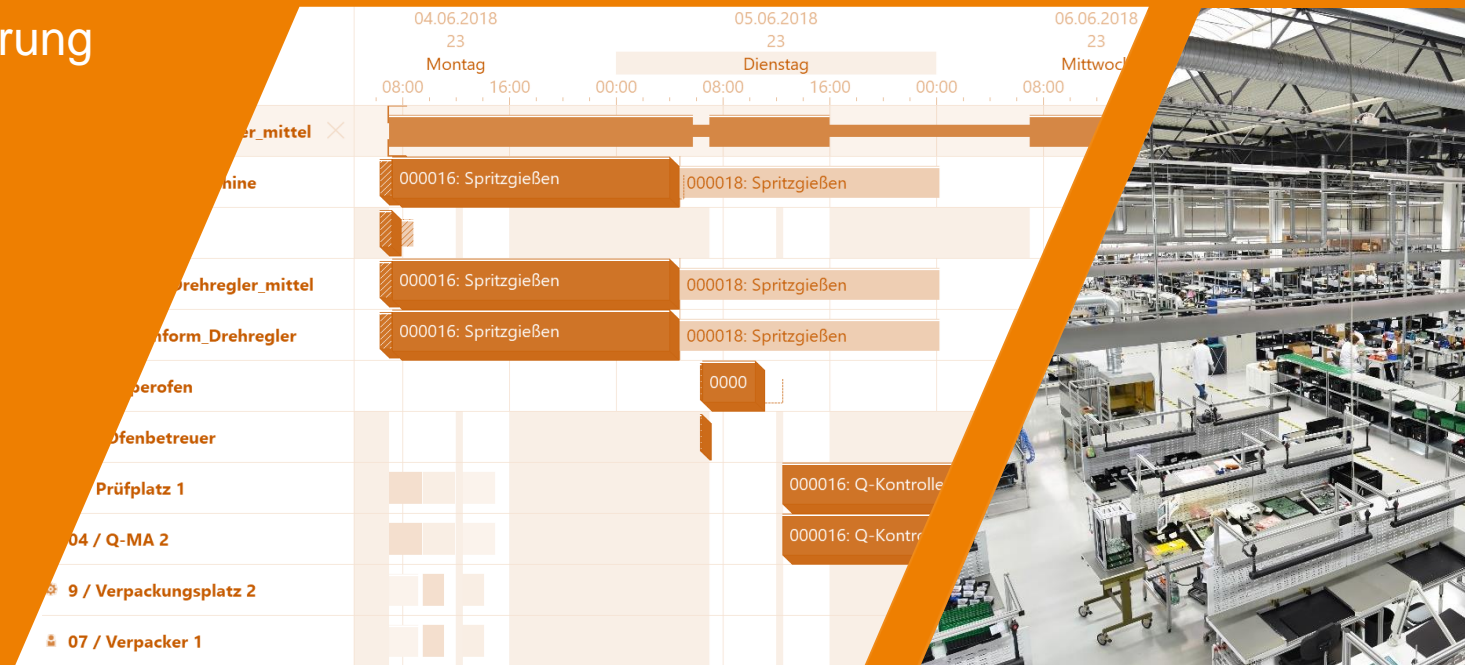 rung
04.06.2018 05.06.2018 06.06.2018
23 23 23
Montag Dienstag Mittwoch
08:00 16:00 00:00 08:00 16:00 00:00 08:00
er_mittel
hine 000016: Spritzgießen 000018: Spritzgießen
Drehregler_mittel 000016: Spritzgießen 000018: Spritzgießen
nform_Drehregler 000016: Spritzgießen 000018: Spritzgießen
perofen 0000
Ofenbetreuer
Prüfplatz 1 000016: Q-Kontrolle
04 / Q-MA 2 000016: Q-Kontro
9 / Verpackungsplatz 2
07 / Verpacker 1